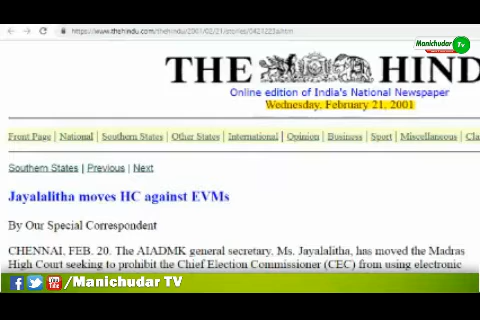 https://www.thehindu.com/thehindu/2001/02/21/stories/0421223a.htm
Manichudar Tv
THE HIND
Online edition of India's National Newspaper
Wednesday, February 21, 2001
Front Page | National | Southern States | Other States | International | Opinion | Business | Sport | Miscellaneous | Cla
Southern States | Previous | Next
Jayalalitha moves HC against EVMs
By Our Special Correspondent
CHENNAI, FEB. 20. The AIADMK general secretary, Ms. Jayalalitha, has moved the Madras
High Court seeking to prohibit the Chief Election Commissioner (CEC) from using electronic
f You Tube /Manichudar TV